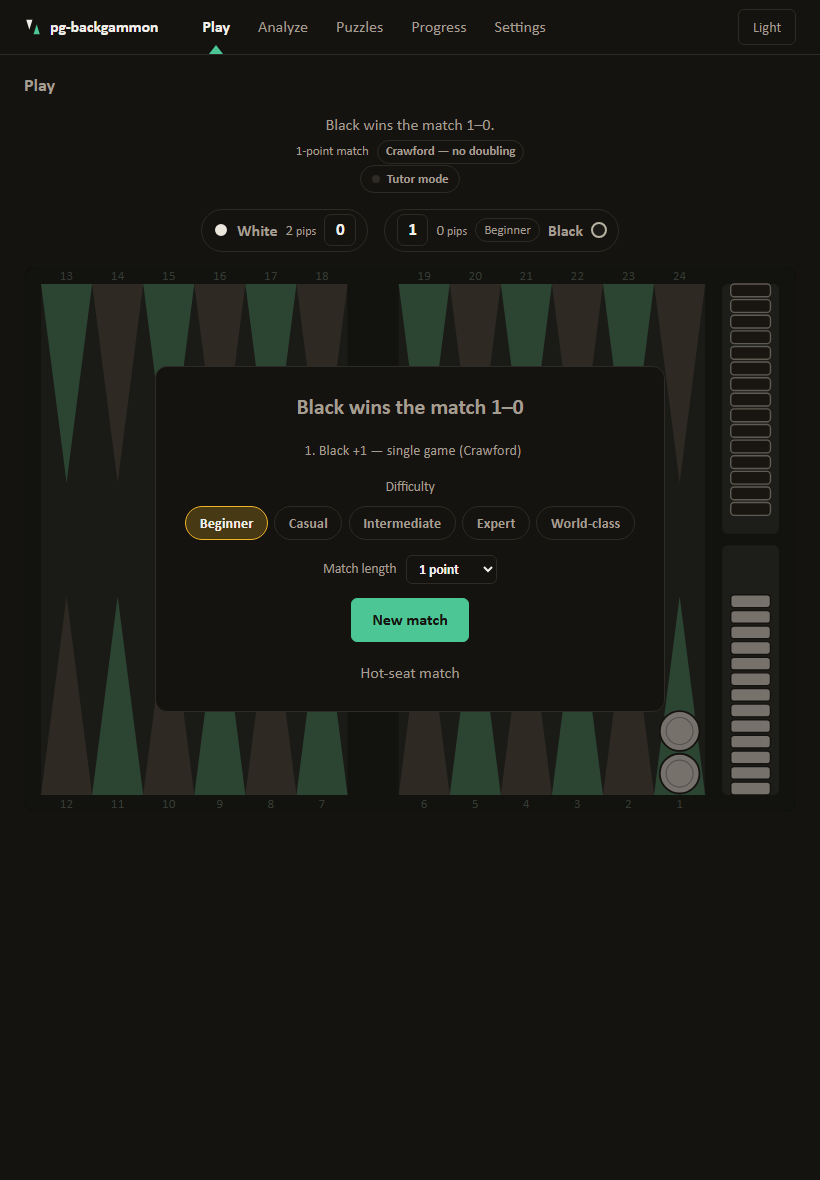 pg-backgammon Play Analyze Puzzles Progress Settings Light
Play
Black wins the match 1–0.
1-point match Crawford — no doubling
Tutor mode
White 2 pips 0 1 0 pips Beginner Black
13 14 15 16 17 18 19 20 21 22 23 24
Black wins the match 1–0
1. Black +1 — single game (Crawford)
Difficulty
Beginner Casual Intermediate Expert World-class
Match length 1 point
New match
Hot-seat match
12 11 10 9 8 7 6 5 4 3 2 1